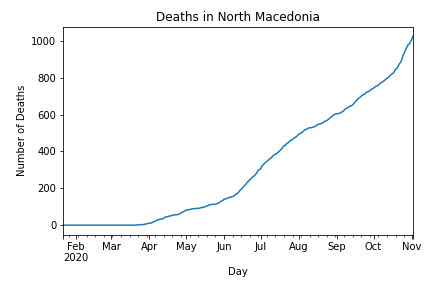 Deaths in North Macedonia
1000
800
600
400
200
0
Number of Deaths
Feb Mar Apr May Jun Jul Aug Sep Oct Nov
2020
Day